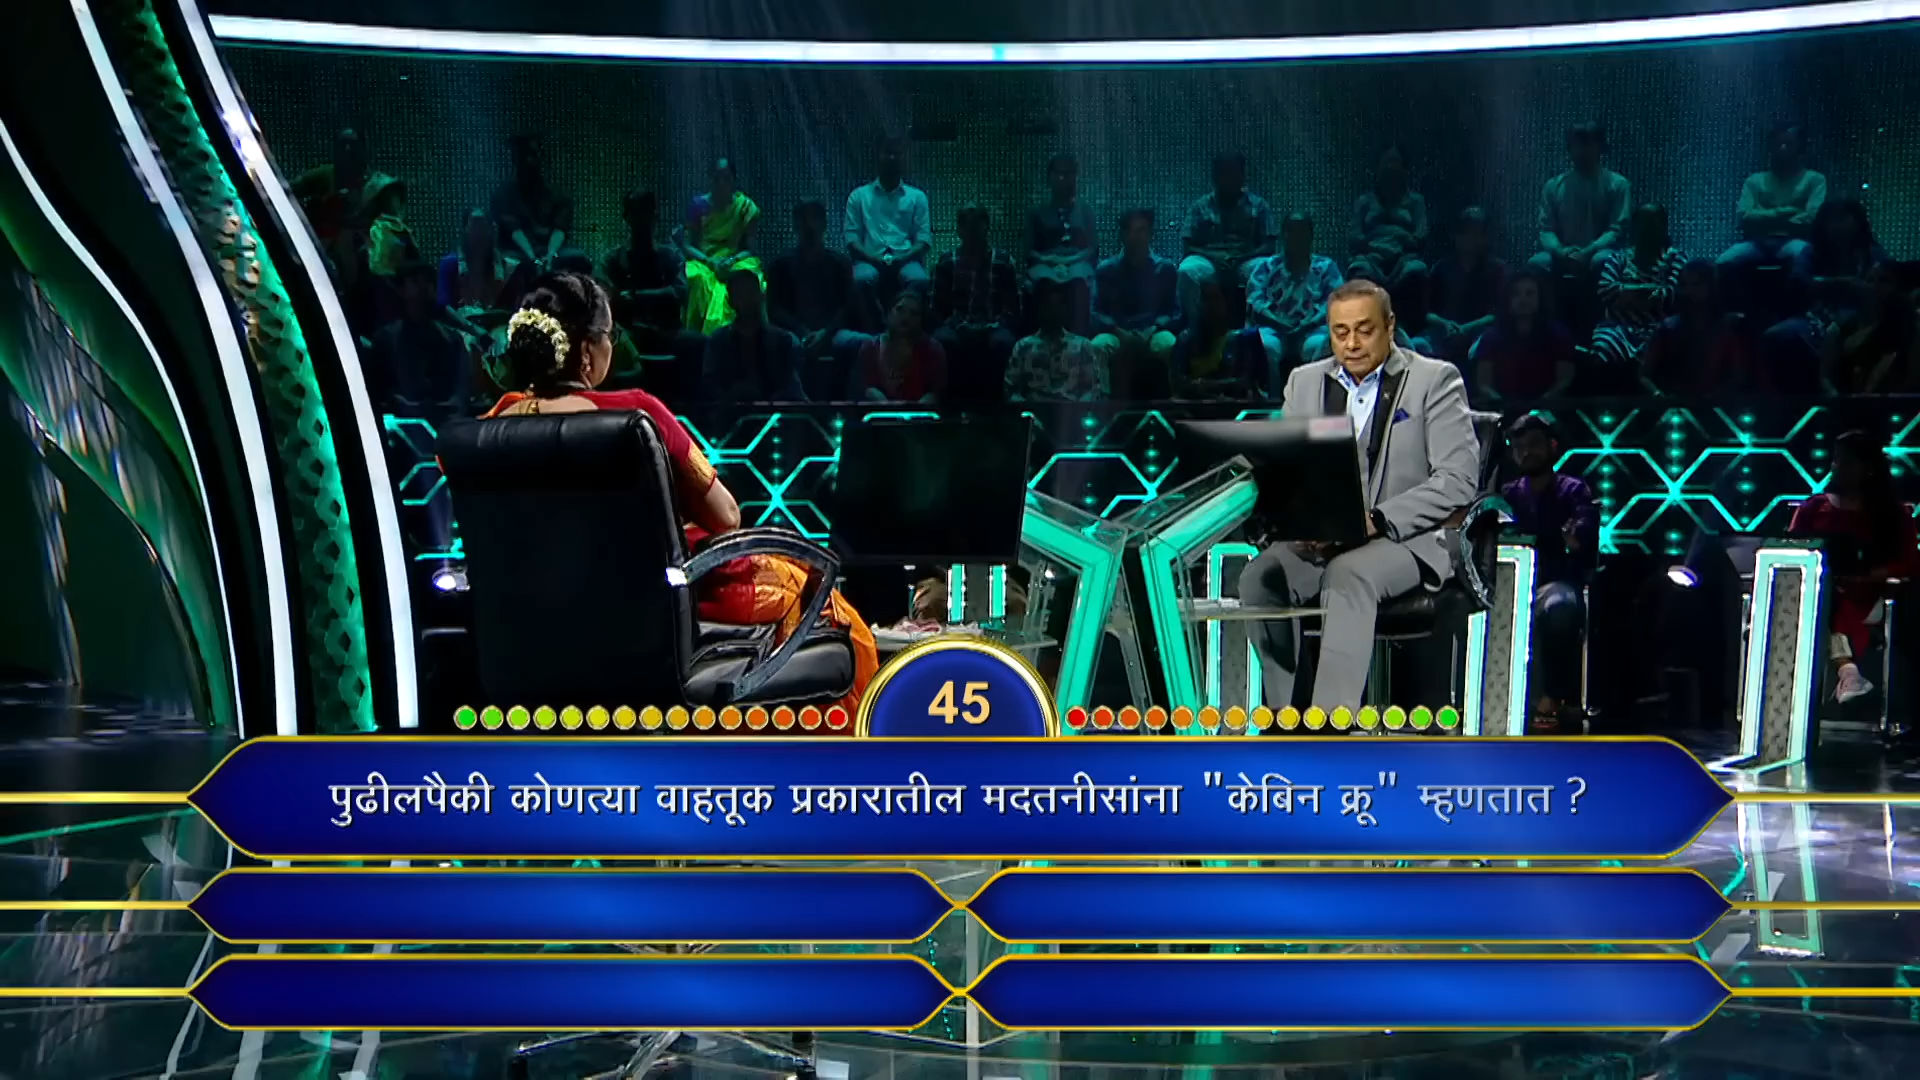 45
पुढीलपैकी कोणत्या वाहतूक प्रकारातील मदतनीसांना "केबिन क्रू" म्हणतात ?